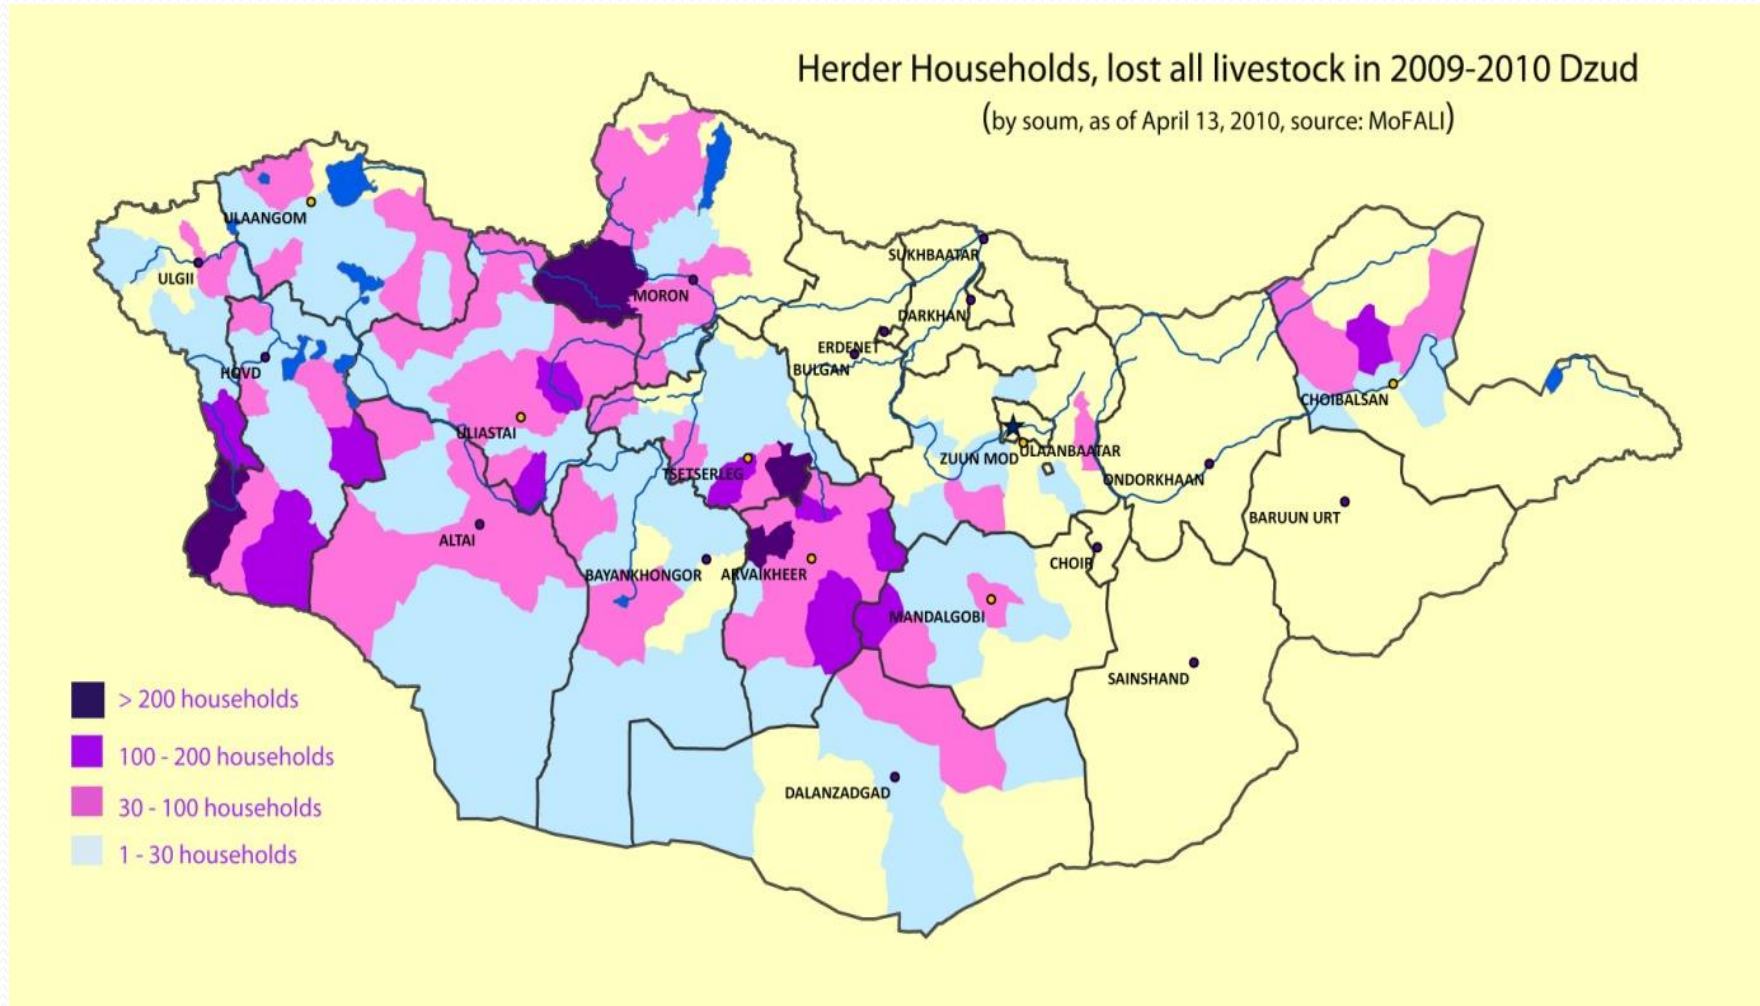 Herder Households, lost all livestock in 2009-2010 Dzud
(by soum, as of April 13, 2010, source: MoFALI)
ULAANGOM
ULGII
SUKHBAATAR
MORON
DARKHAN
ERDENET
BULGAN
HOVD
CHOIBALSAN
ULIASTAI
TSETSERLEG
ZUUN MOD
ULAANBAATAR
ONDORKHAAN
BARUUN URT
ALTAI
CHOIR
BAYANKHONGOR
ARVAIKHEER
MANDALGOBI
SAINSHAND
DALANZADGAD
> 200 households
100 - 200 households
30 - 100 households
1 - 30 households